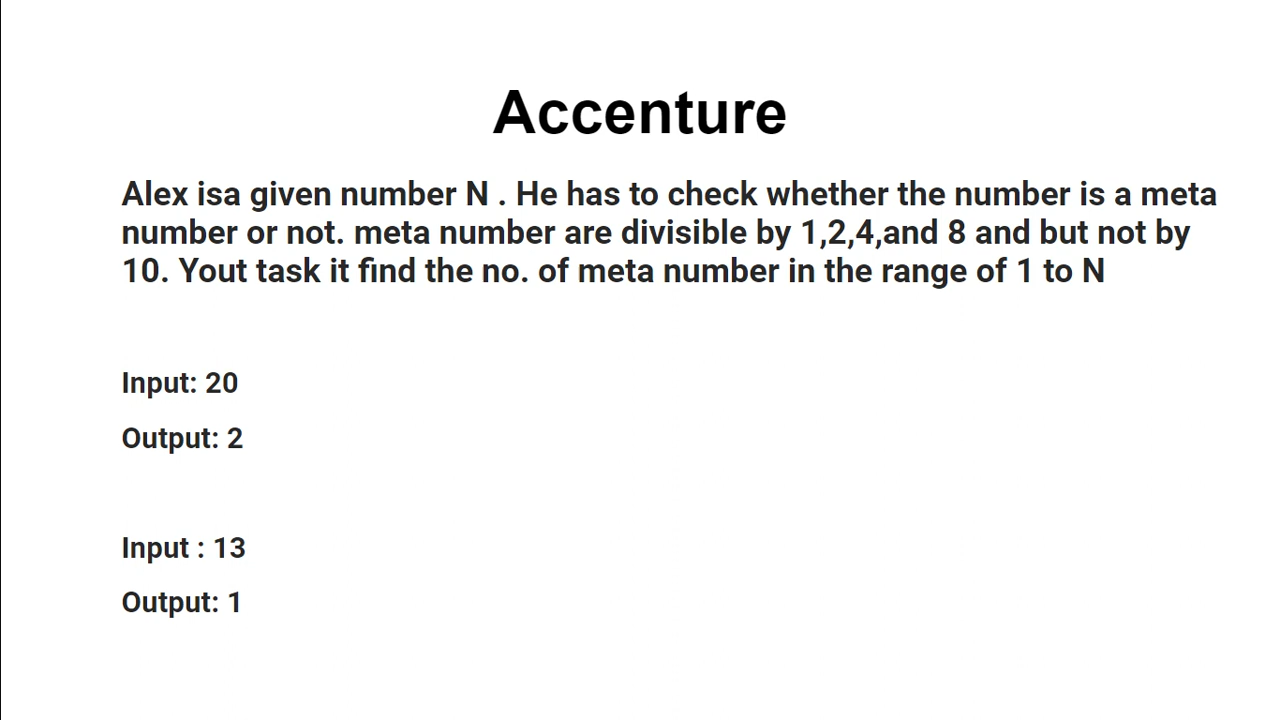 Accenture
Alex isa given number N . He has to check whether the number is a meta
number or not. meta number are divisible by 1,2,4,and 8 and but not by
10. Yout task it find the no. of meta number in the range of 1 to N
Input: 20
Output: 2
Input : 13
Output: 1